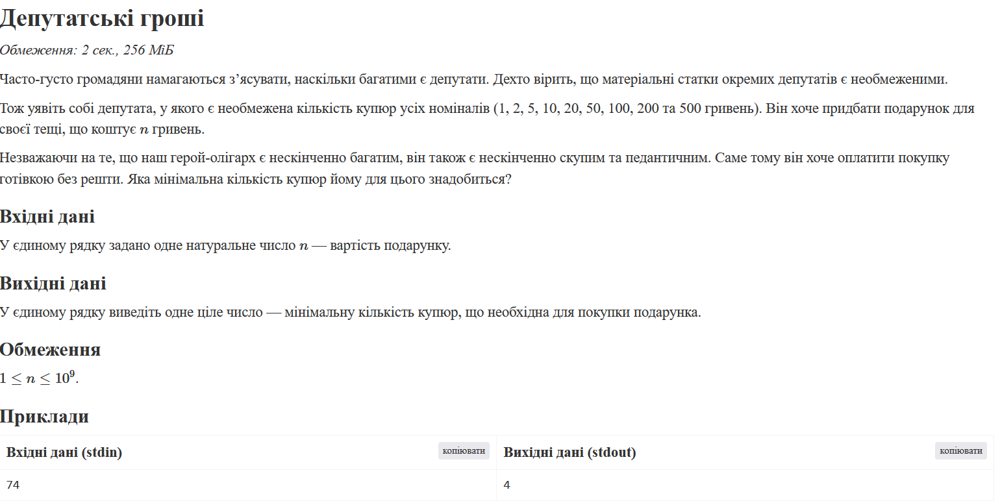 Депутатські гроші
Обмеження: 2 сек., 256 МіБ
Часто-густо громадяни намагаються з’ясувати, наскільки багатими є депутати. Дехто вірить, що матеріальні статки окремих депутатів є необмеженими.
Тож уявіть собі депутата, у якого є необмежена кількість купюр усіх номіналів (1, 2, 5, 10, 20, 50, 100, 200 та 500 гривень). Він хоче придбати подарунок для
своєї тещі, що коштує n гривень.
Незважаючи на те, що наш герой-олігарх є нескінченно багатим, він також є нескінченно скупим та педантичним. Саме тому він хоче оплатити покупку
готівкою без решти. Яка мінімальна кількість купюр йому для цього знадобиться?
Вхідні дані
У єдиному рядку задано одне натуральне число n — вартість подарунку.
Вихідні дані
У єдиному рядку виведіть одне ціле число — мінімальну кількість купюр, що необхідна для покупки подарунка.
Обмеження
1 ≤ n ≤ 10⁹.
Приклади
Вхідні дані (stdin) копіювати Вихідні дані (stdout) копіювати
74 4